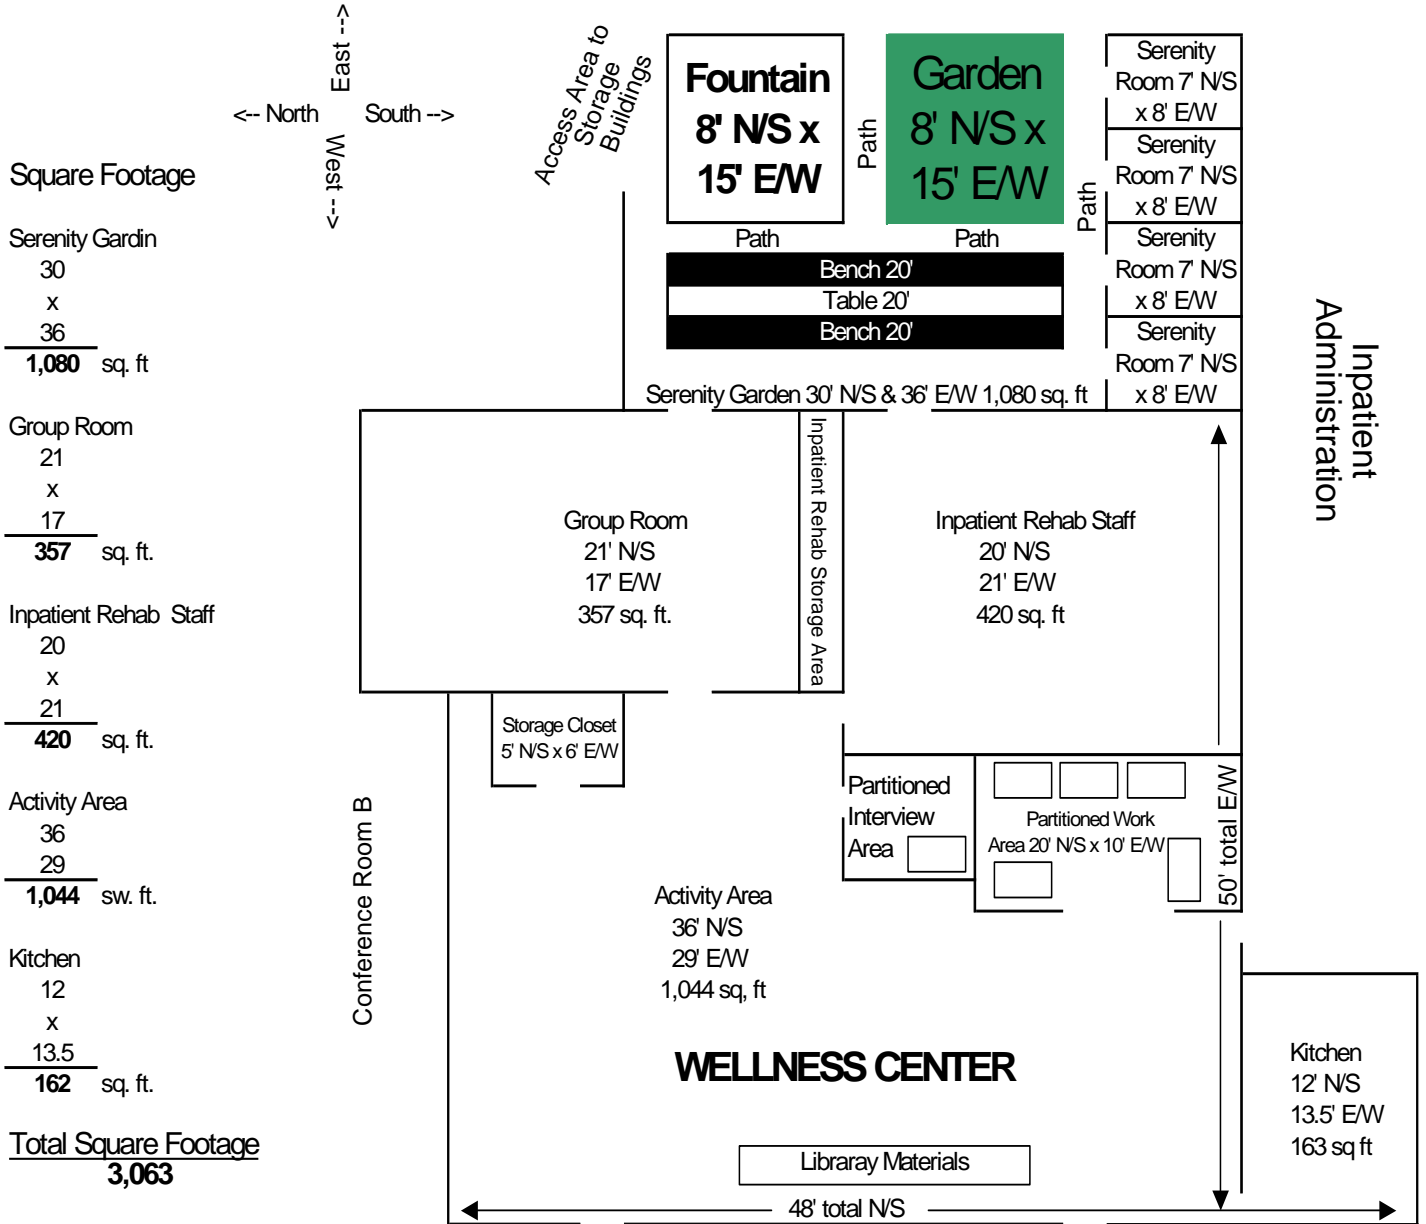 East -->
<-- North
South -->
West --->
Square Footage
Serenity Gardin
30
x
36
1,080 sq. ft
Group Room
21
x
17
357 sq. ft.
Inpatient Rehab Staff
20
x
21
420 sq. ft.
Activity Area
36
29
1,044 sw. ft.
Kitchen
12
x
13.5
162 sq. ft.
Total Square Footage
3,063
Access Area to
Storage
Buildings
Fountain
8' N/S x
15' E/W
Path
Garden
8' N/S x
15' E/W
Path
Serenity
Room 7' N/S
x 8' E/W
Serenity
Room 7' N/S
x 8' E/W
Serenity
Room 7' N/S
x 8' E/W
Serenity
Room 7' N/S
x 8' E/W
Path
Path
Bench 20'
Table 20'
Bench 20'
Serenity Garden 30' N/S & 36' E/W 1,080 sq. ft
Inpatient
Administration
Group Room
21' N/S
17' E/W
357 sq. ft.
Inpatient Rehab Storage Area
Inpatient Rehab Staff
20' N/S
21' E/W
420 sq. ft
Storage Closet
5' N/S x 6' E/W
Partitioned
Interview
Area
Partitioned Work
Area 20' N/S x 10' E/W
50' total E/W
Conference Room B
Activity Area
36' N/S
29' E/W
1,044 sq, ft
WELLNESS CENTER
Kitchen
12' N/S
13.5' E/W
163 sq ft
Libraray Materials
48' total N/S